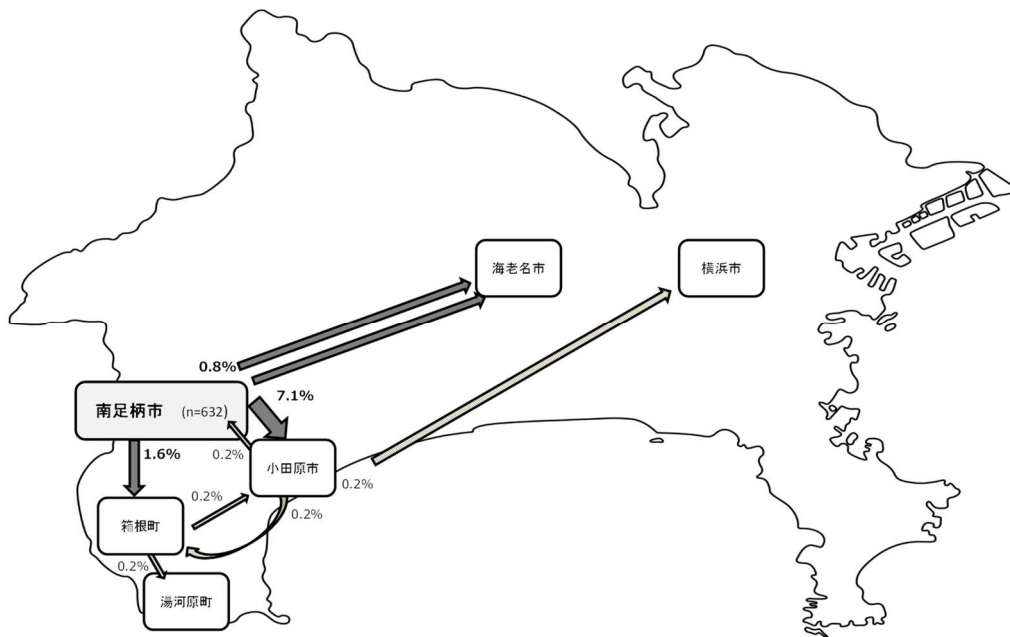 海老名市
横浜市
0.8%
7.1%
南足柄市 (n=632)
1.6%
0.2%
小田原市
0.2%
0.2%
0.2%
箱根町
0.2%
湯河原町